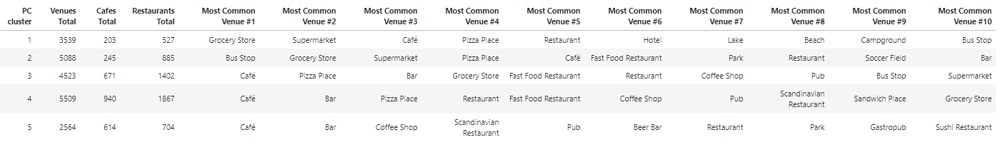 PC cluster Venues Total Cafes Total Restaurants Total Most Common Venue #1 Most Common Venue #2 Most Common Venue #3 Most Common Venue #4 Most Common Venue #5 Most Common Venue #6 Most Common Venue #7 Most Common Venue #8 Most Common Venue #9 Most Common Venue #10
1 3539 203 527 Grocery Store Supermarket Café Pizza Place Restaurant Hotel Lake Beach Campground Bus Stop
2 5088 245 885 Bus Stop Grocery Store Supermarket Pizza Place Café Fast Food Restaurant Park Restaurant Soccer Field Bar
3 4523 671 1402 Café Pizza Place Bar Grocery Store Fast Food Restaurant Restaurant Coffee Shop Pub Bus Stop Supermarket
4 5509 940 1867 Café Bar Pizza Place Restaurant Fast Food Restaurant Coffee Shop Pub Scandinavian Restaurant Sandwich Place Grocery Store
5 2564 614 704 Café Bar Coffee Shop Scandinavian Restaurant Pub Beer Bar Restaurant Park Gastropub Sushi Restaurant